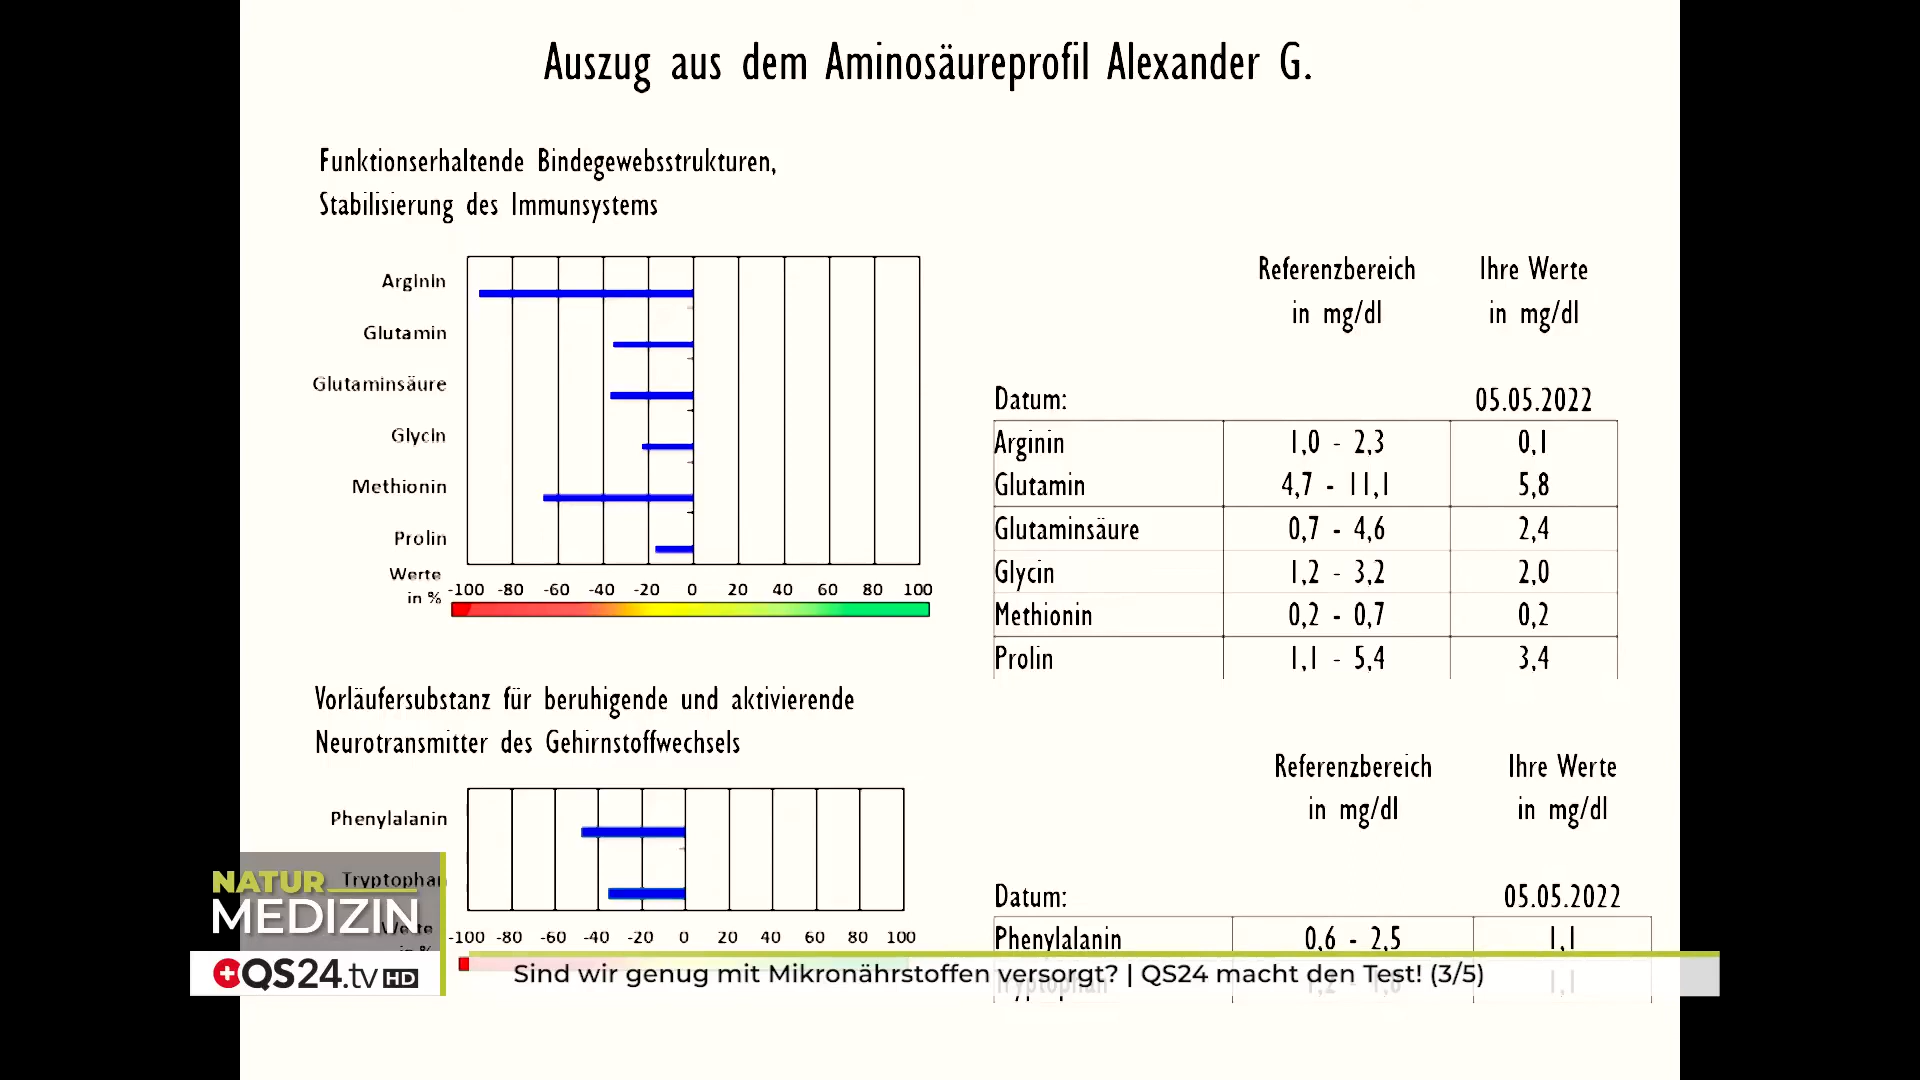 Auszug aus dem Aminosäureprofil Alexander G.
Funktionserhaltende Bindegewebsstrukturen,
Stabilisierung des Immunsystems
Arginin
Glutamin
Glutaminsäure
Glycin
Methionin
Prolin
Werte
in %
-100 -80 -60 -40 -20 0 20 40 60 80 100
Referenzbereich Ihre Werte
in mg/dl in mg/dl
Datum: 05.05.2022
Arginin 1,0 - 2,3 0,1
Glutamin 4,7 - 11,1 5,8
Glutaminsäure 0,7 - 4,6 2,4
Glycin 1,2 - 3,2 2,0
Methionin 0,2 - 0,7 0,2
Prolin 1,1 - 5,4 3,4
Vorläufersubstanz für beruhigende und aktivierende
Neurotransmitter des Gehirnstoffwechsels
Phenylalanin
Tryptophan
Werte
in %
-100 -80 -60 -40 -20 0 20 40 60 80 100
Referenzbereich Ihre Werte
in mg/dl in mg/dl
Datum: 05.05.2022
Phenylalanin 0,6 - 2,5 1,1
Tryptophan 1,1
NATUR
MEDIZIN
QS24.tv HD
Sind wir genug mit Mikronährstoffen versorgt? | QS24 macht den Test! (3/5)